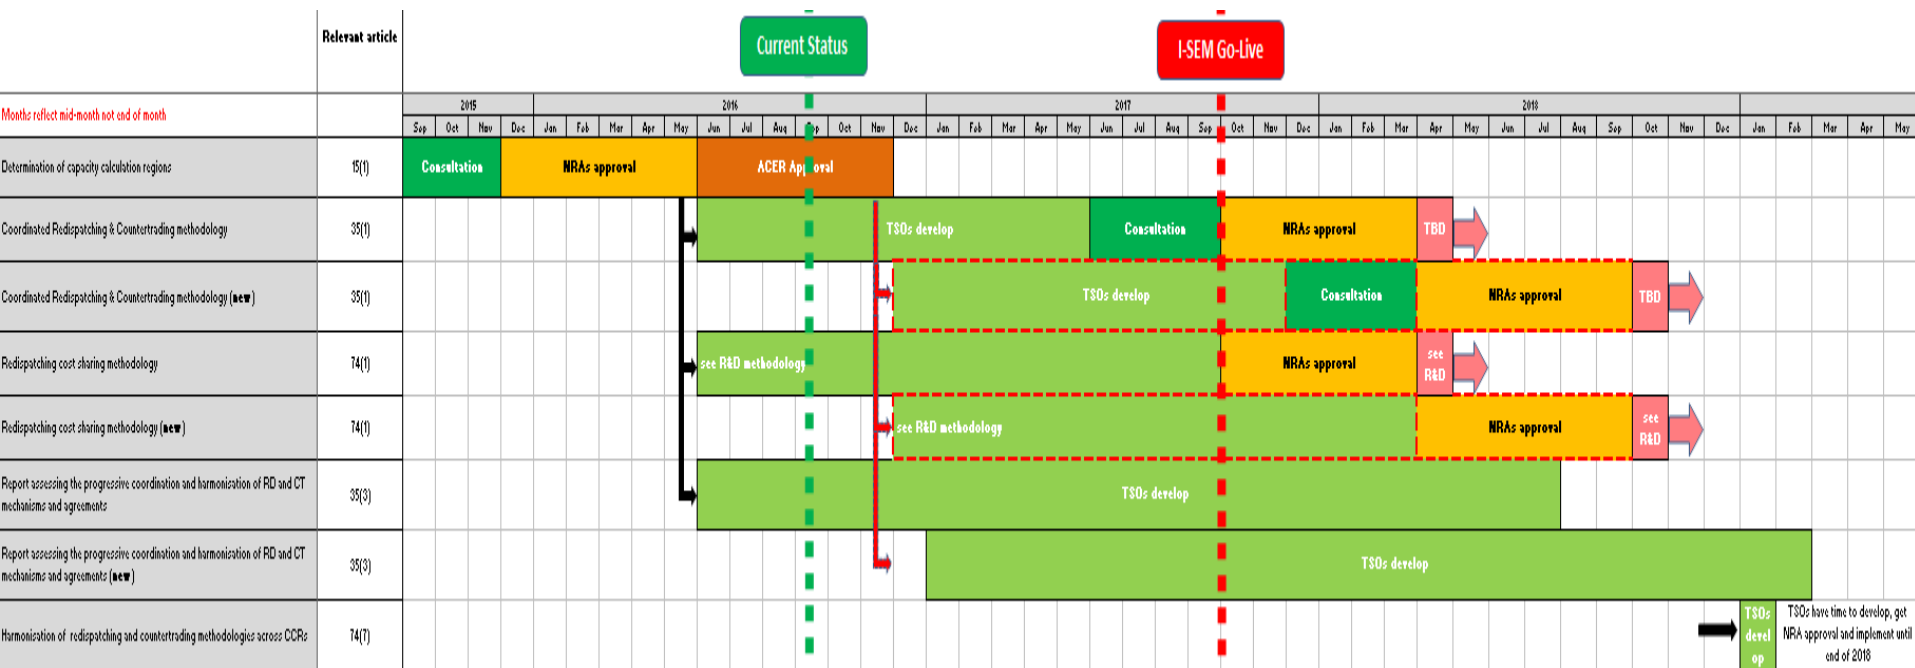 Relevant article
Current Status
I-SEM Go-Live
Months reflect mid-month not end of month
2015 2016 2017 2018
Sep Oct Nov Dec Jan Feb Mar Apr May Jun Jul Aug Sep Oct Nov Dec Jan Feb Mar Apr May Jun Jul Aug Sep Oct Nov Dec Jan Feb Mar Apr May Jun Jul Aug Sep Oct Nov Dec Jan Feb Mar Apr May
Determination of capacity calculation regions 15(1) Consultation NRAs approval ACER Approval
Coordinated Redispatching & Countertrading methodology 35(1) TSOs develop Consultation NRAs approval TBD
Coordinated Redispatching & Countertrading methodology (new) 35(1) TSOs develop Consultation NRAs approval TBD
Redispatching cost sharing methodology 74(1) see R&D methodology NRAs approval see
R&D
Redispatching cost sharing methodology (new) 74(1) see R&D methodology NRAs approval see
R&D
Report assessing the progressive coordination and harmonisation of RD and CT
mechanisms and agreements 35(3) TSOs develop
Report assessing the progressive coordination and harmonisation of RD and CT
mechanisms and agreements (new) 35(3) TSOs develop
Harmonisation of redispatching and countertrading methodologies across CCRs 74(7) TSOs
devel
op
TSOs have time to develop, get
NRA approval and implement until
end of 2018